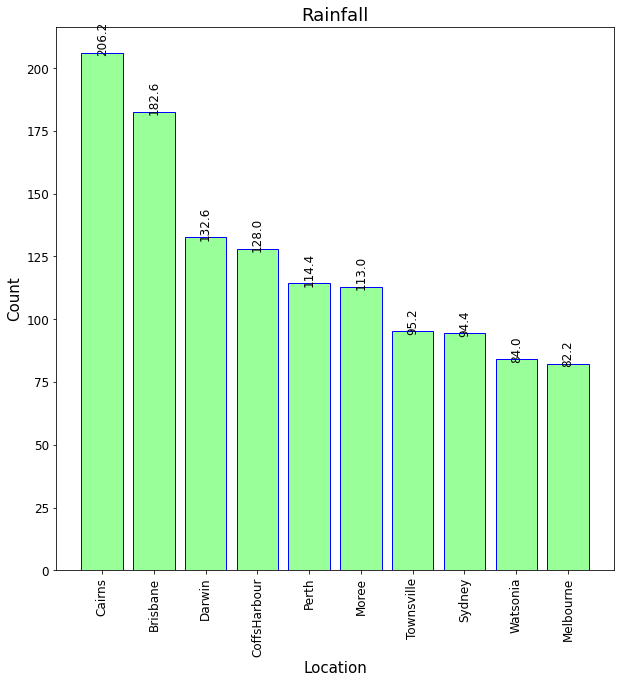 Rainfall
Count
200
175
150
125
100
75
50
25
0
206.2
182.6
132.6
128.0
114.4
113.0
95.2
94.4
84.0
82.2
Cairns
Brisbane
Darwin
CoffsHarbour
Perth
Moree
Townsville
Sydney
Watsonia
Melbourne
Location